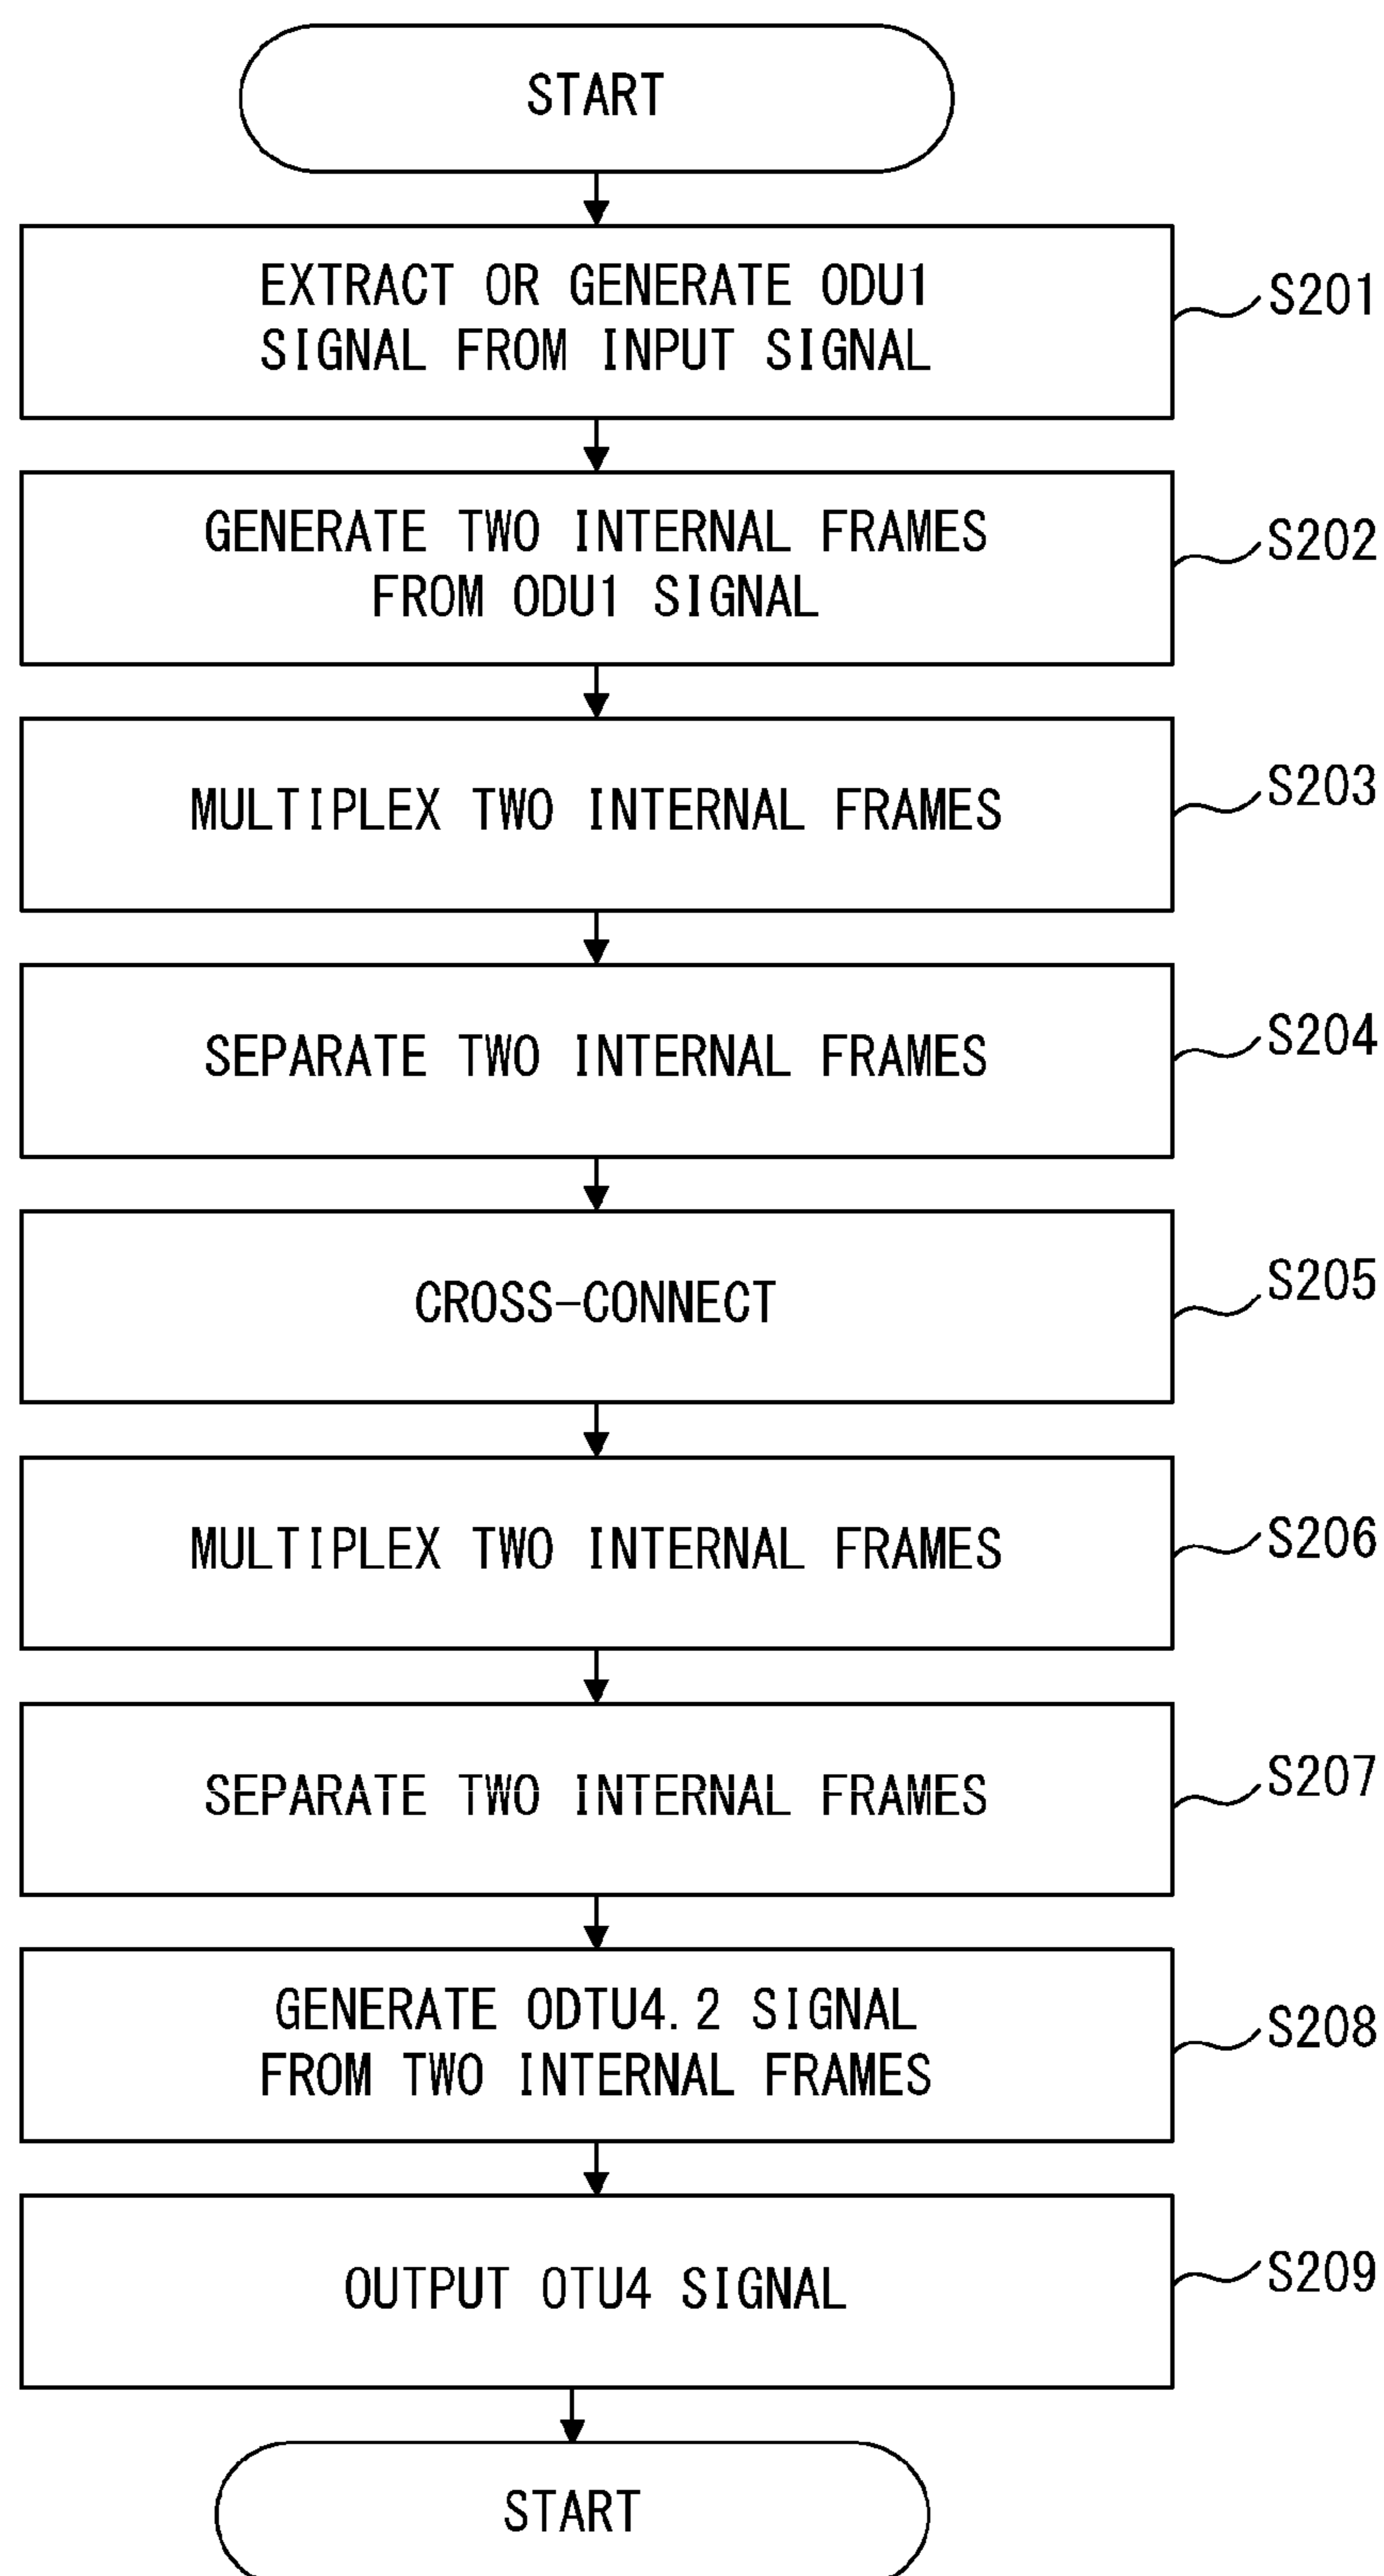 START
EXTRACT OR GENERATE ODU1
SIGNAL FROM INPUT SIGNAL
S201
GENERATE TWO INTERNAL FRAMES
FROM ODU1 SIGNAL
S202
MULTIPLEX TWO INTERNAL FRAMES
S203
SEPARATE TWO INTERNAL FRAMES
S204
CROSS-CONNECT
S205
MULTIPLEX TWO INTERNAL FRAMES
S206
SEPARATE TWO INTERNAL FRAMES
S207
GENERATE ODTU4.2 SIGNAL
FROM TWO INTERNAL FRAMES
S208
OUTPUT OTU4 SIGNAL
S209
START